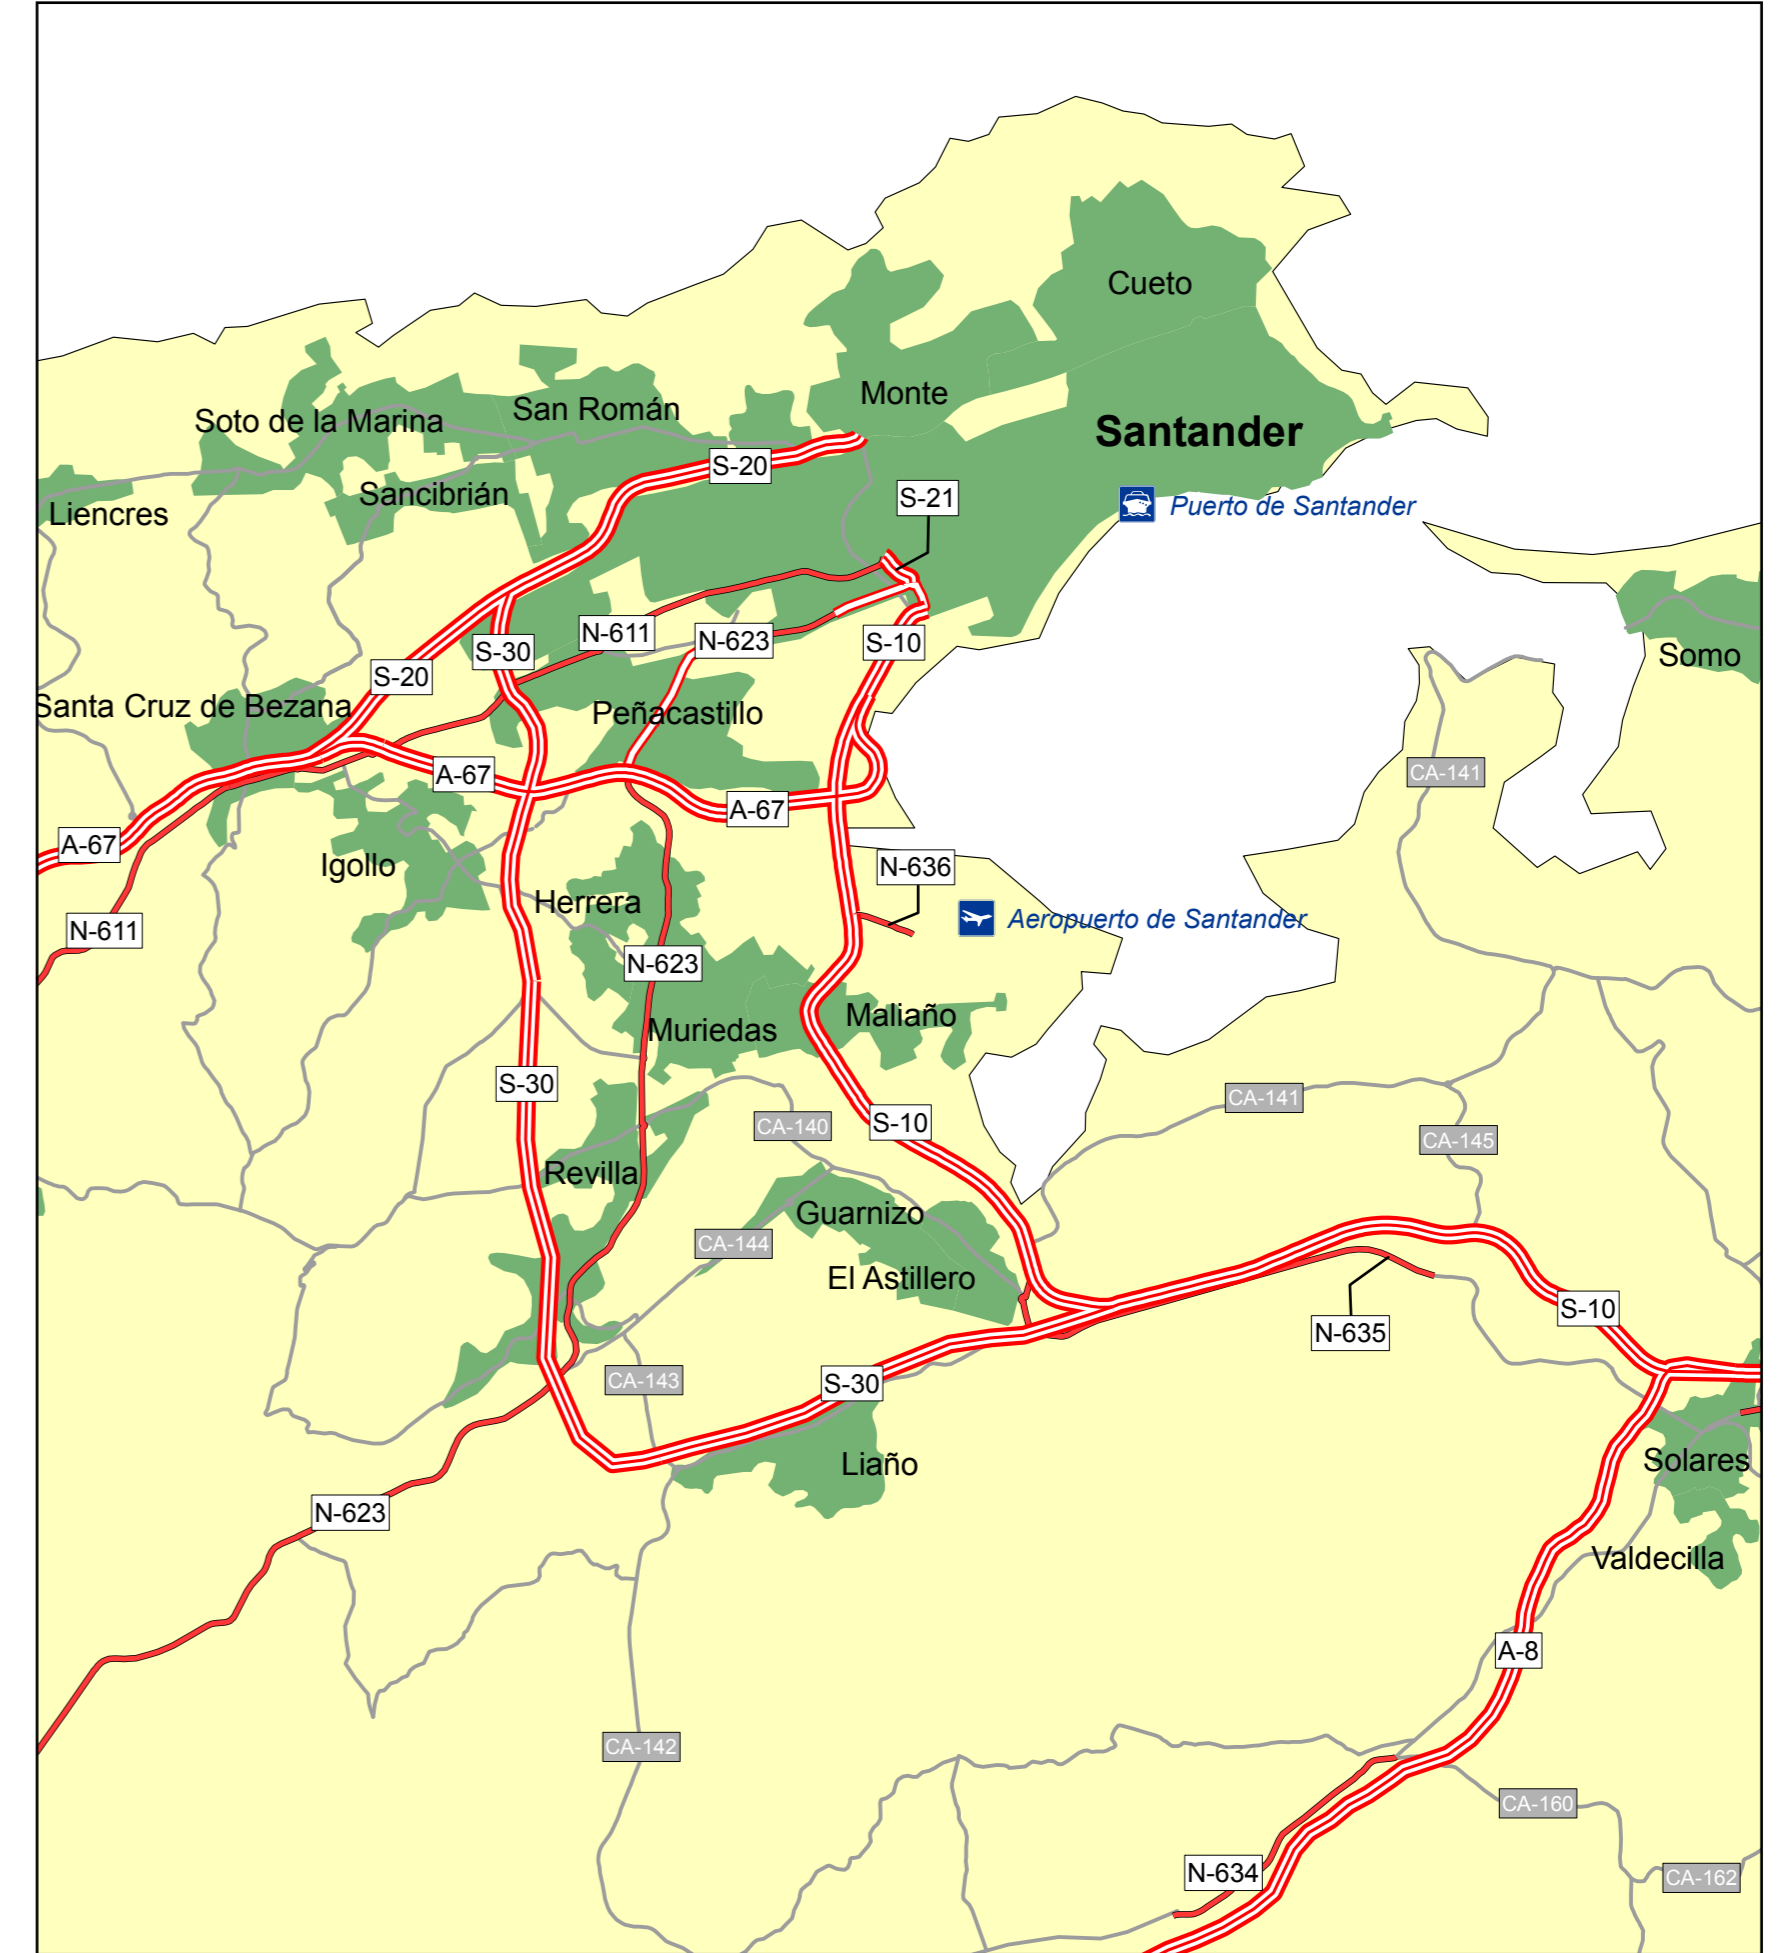 Cueto
Monte
San Román
Soto de la Marina
Santander
S-20
Sancibrián
S-21
Puerto de Santander
Liencres
N-611
N-623
S-10
S-30
Somo
S-20
Santa Cruz de Bezana
Peñacastillo
A-67
CA-141
A-67
A-67
Igollo
N-636
Herrera
Aeropuerto de Santander
N-611
N-623
Maliaño
Muriedas
S-30
CA-141
S-10
CA-140
CA-145
Revilla
Guarnizo
CA-144
El Astillero
S-10
N-635
CA-143
S-30
Liaño
Solares
N-623
Valdecilla
A-8
CA-142
CA-160
N-634
CA-162